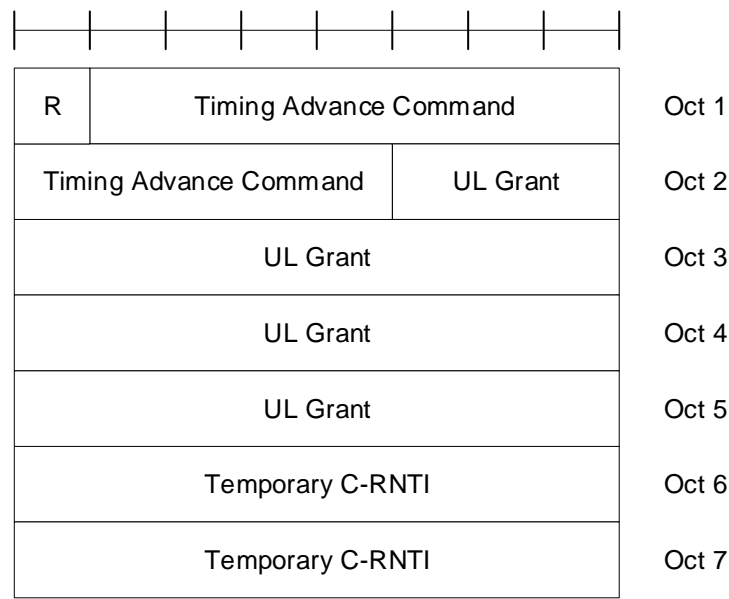 R Timing Advance Command Oct 1
Timing Advance Command UL Grant Oct 2
UL Grant Oct 3
UL Grant Oct 4
UL Grant Oct 5
Temporary C-RNTI Oct 6
Temporary C-RNTI Oct 7